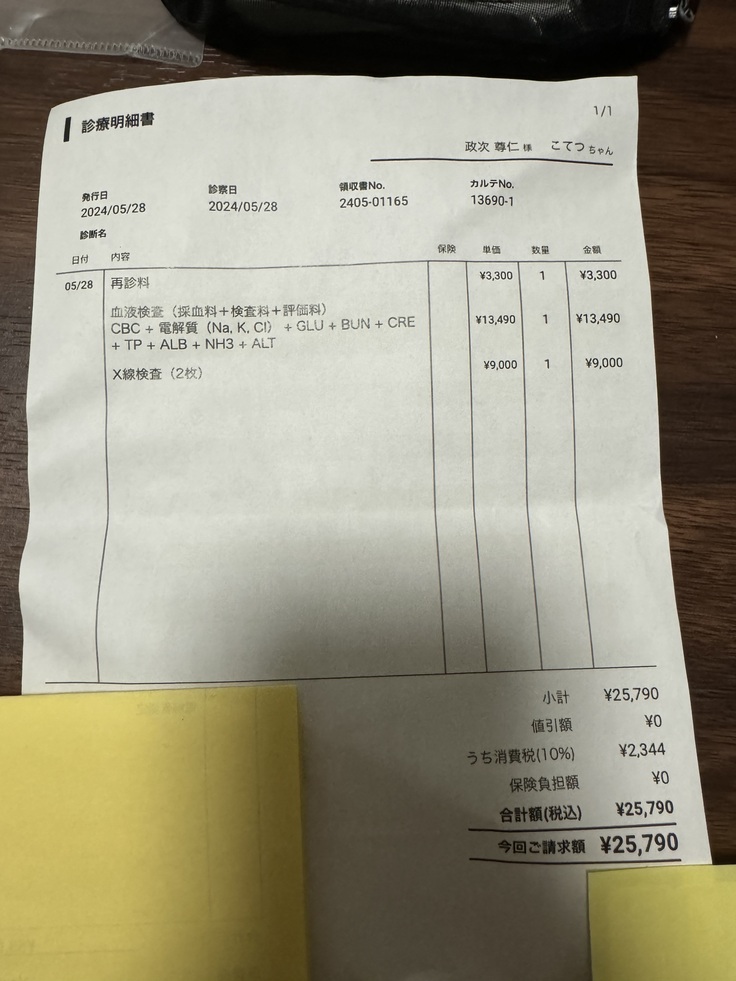 診療明細書
1/1
政次 尊仁 様 こてつ ちゃん
発行日 診察日 領収書No. カルテNo.
2024/05/28 2024/05/28 2405-01165 13690-1
診断名
日付 内容 保険 単価 数量 金額
05/28 再診料 ¥3,300 1 ¥3,300
血液検査（採血料＋検査料＋評価料）
CBC + 電解質（Na, K, Cl） + GLU + BUN + CRE ¥13,490 1 ¥13,490
+ TP + ALB + NH3 + ALT
X線検査（2枚） ¥9,000 1 ¥9,000
小計 ¥25,790
値引額 ¥0
うち消費税(10%) ¥2,344
保険負担額 ¥0
合計額(税込) ¥25,790
今回ご請求額 ¥25,790